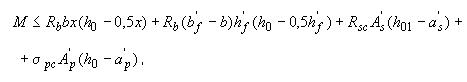 M ≤ R_b bx(h_0 − 0,5x) + R_b(b'_f − b)h'_f(h_0 − 0,5h'_f) + R_sc A'_s(h_01 − a'_s) +
+ σ_pc A'_p(h_0 − a'_p) ,